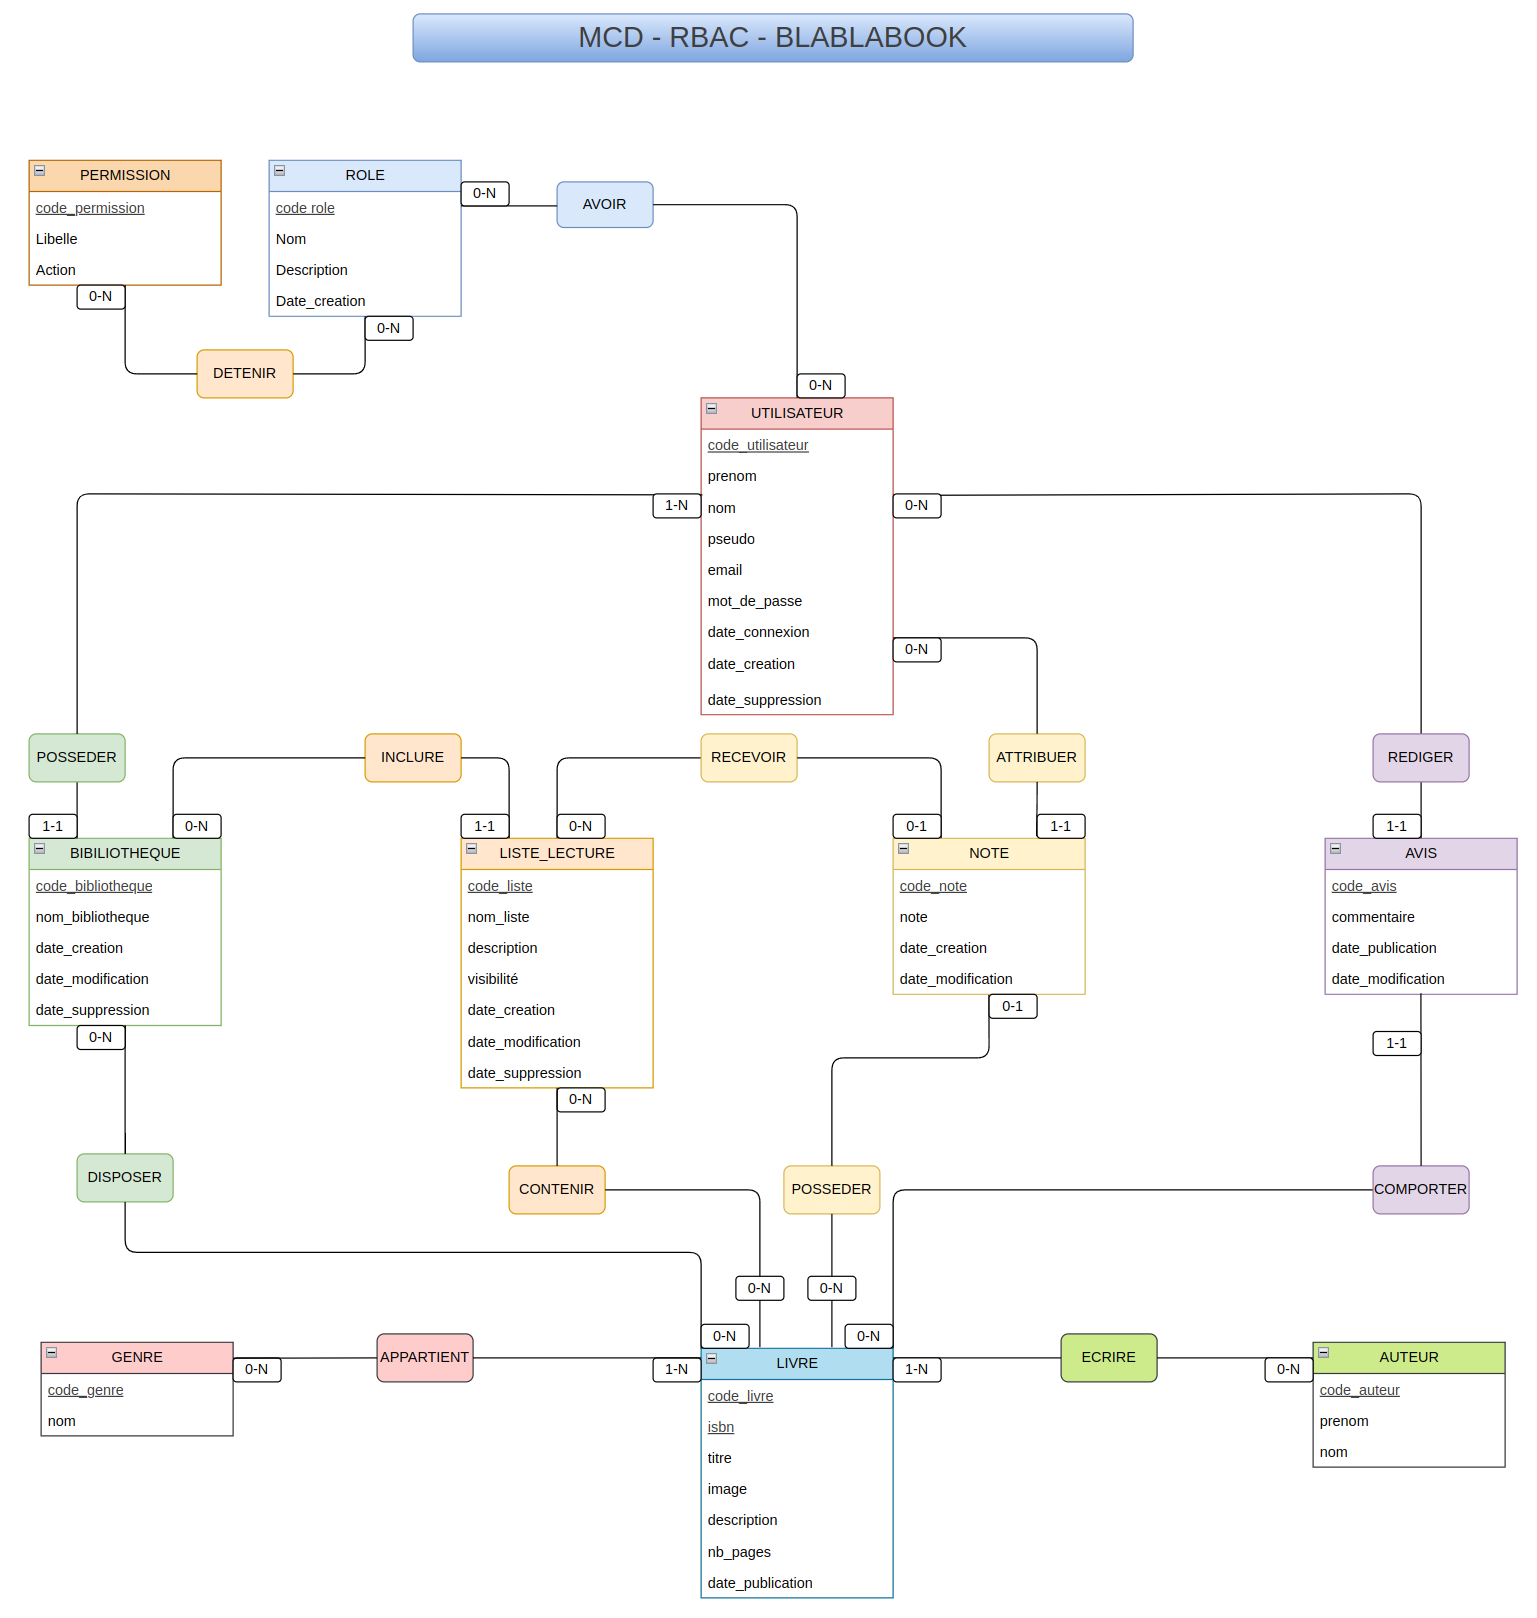 MCD - RBAC - BLABLABOOK
PERMISSION
code_permission
Libelle
Action
0-N
ROLE
code role
Nom
Description
Date_creation
0-N
AVOIR
0-N
DETENIR
0-N
UTILISATEUR
code_utilisateur
prenom
nom
pseudo
email
mot_de_passe
date_connexion
date_creation
date_suppression
1-N
0-N
0-N
POSSEDER
INCLURE
RECEVOIR
ATTRIBUER
REDIGER
1-1
0-N
1-1
0-N
0-1
1-1
1-1
BIBILIOTHEQUE
code_bibliotheque
nom_bibliotheque
date_creation
date_modification
date_suppression
0-N
LISTE_LECTURE
code_liste
nom_liste
description
visibilité
date_creation
date_modification
date_suppression
0-N
NOTE
code_note
note
date_creation
date_modification
0-1
AVIS
code_avis
commentaire
date_publication
date_modification
1-1
DISPOSER
CONTENIR
POSSEDER
COMPORTER
0-N
0-N
0-N
0-N
GENRE
code_genre
nom
0-N
APPARTIENT
1-N
LIVRE
code_livre
isbn
titre
image
description
nb_pages
date_publication
1-N
ECRIRE
0-N
AUTEUR
code_auteur
prenom
nom